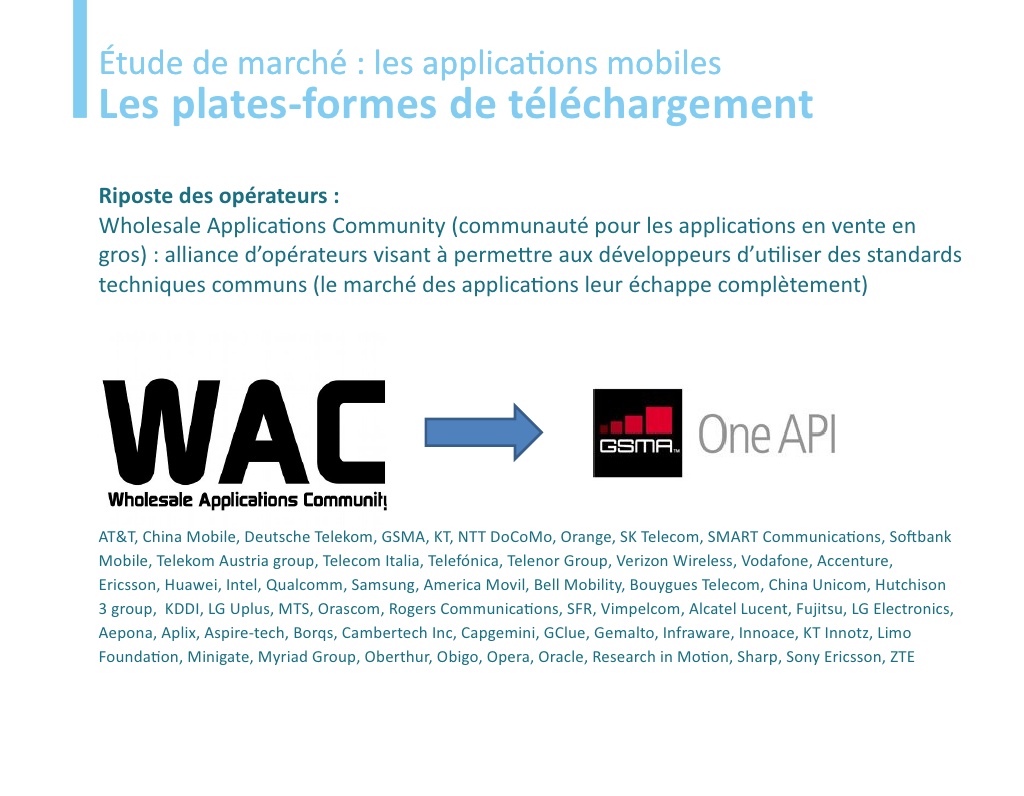 Étude de marché : les applications mobiles
Les plates-formes de téléchargement
Riposte des opérateurs :
Wholesale Applications Community (communauté pour les applications en vente en
gros) : alliance d’opérateurs visant à permettre aux développeurs d’utiliser des standards
techniques communs (le marché des applications leur échappe complètement)
WAC
Wholesale Applications Community
GSMA™ One API
AT&T, China Mobile, Deutsche Telekom, GSMA, KT, NTT DoCoMo, Orange, SK Telecom, SMART Communications, Softbank
Mobile, Telekom Austria group, Telecom Italia, Telefónica, Telenor Group, Verizon Wireless, Vodafone, Accenture,
Ericsson, Huawei, Intel, Qualcomm, Samsung, America Movil, Bell Mobility, Bouygues Telecom, China Unicom, Hutchison
3 group,  KDDI, LG Uplus, MTS, Orascom, Rogers Communications, SFR, Vimpelcom, Alcatel Lucent, Fujitsu, LG Electronics,
Aepona, Aplix, Aspire-tech, Borqs, Cambertech Inc, Capgemini, GClue, Gemalto, Infraware, Innoace, KT Innotz, Limo
Foundation, Minigate, Myriad Group, Oberthur, Obigo, Opera, Oracle, Research in Motion, Sharp, Sony Ericsson, ZTE